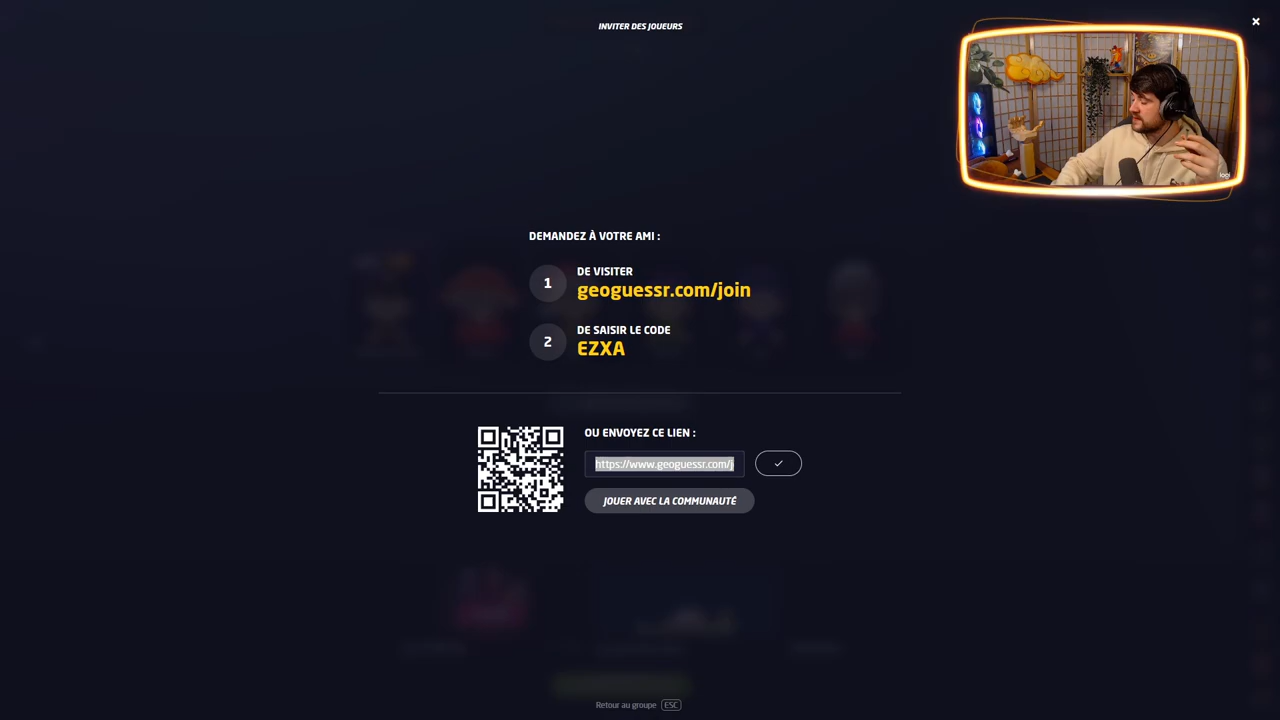 INVITER DES JOUEURS
DEMANDEZ À VOTRE AMI :
1
DE VISITER
geoguessr.com/join
2
DE SAISIR LE CODE
EZXA
OU ENVOYEZ CE LIEN :
https://www.geoguessr.com/j
JOUER AVEC LA COMMUNAUTÉ
Retour au groupe ESC
logi